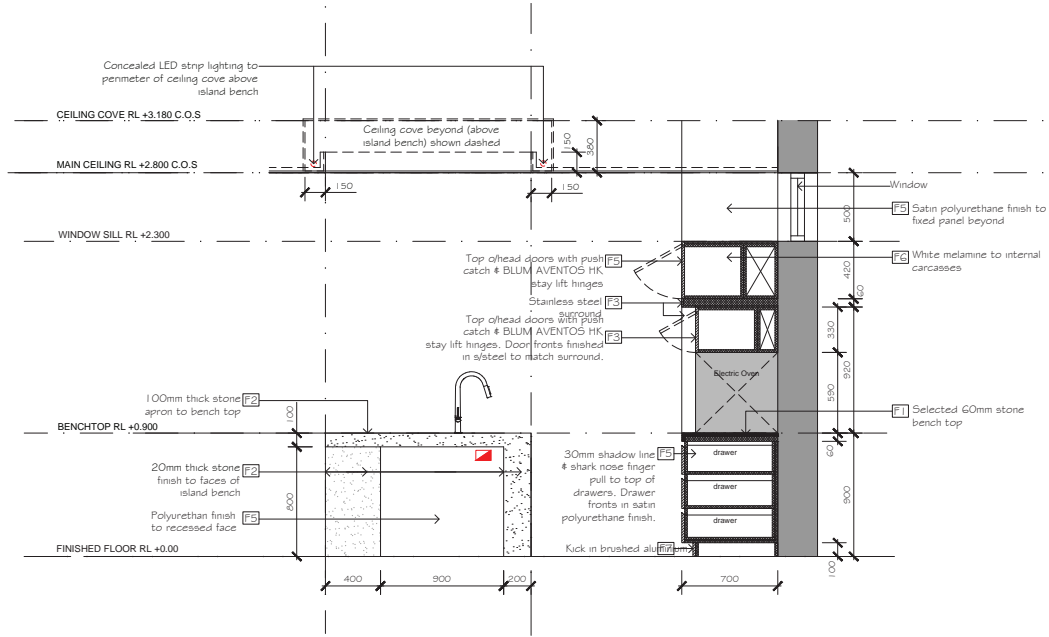 Concealed LED strip lighting to
perimeter of ceiling cove above
island bench
CEILING COVE RL +3.180 C.O.S
Ceiling cove beyond (above
island bench) shown dashed
150
380
MAIN CEILING RL +2.800 C.O.S
150
150
Window
F5 Satin polyurethane finish to
fixed panel beyond
500
WINDOW SILL RL +2.300
Top o/head doors with push
catch & BLUM AVENTOS HK
stay lift hinges
F5
F6 White melamine to internal
carcasses
420
60
Stainless steel
surround
F3
Top o/head doors with push
catch & BLUM AVENTOS HK
stay lift hinges. Door fronts finished
in s/steel to match surround.
F3
330
920
Electric Oven
590
100mm thick stone
apron to bench top
F2
100
F1 Selected 60mm stone
bench top
BENCHTOP RL +0.900
60
30mm shadow line
& shark nose finger
pull to top of
drawers. Drawer
fronts in satin
polyurethane finish.
F5
drawer
drawer
drawer
20mm thick stone
finish to faces of
island bench
F2
800
900
Polyurethan finish
to recessed face
F5
FINISHED FLOOR RL +0.00
Kick in brushed aluminium
F7
100
400
900
200
700